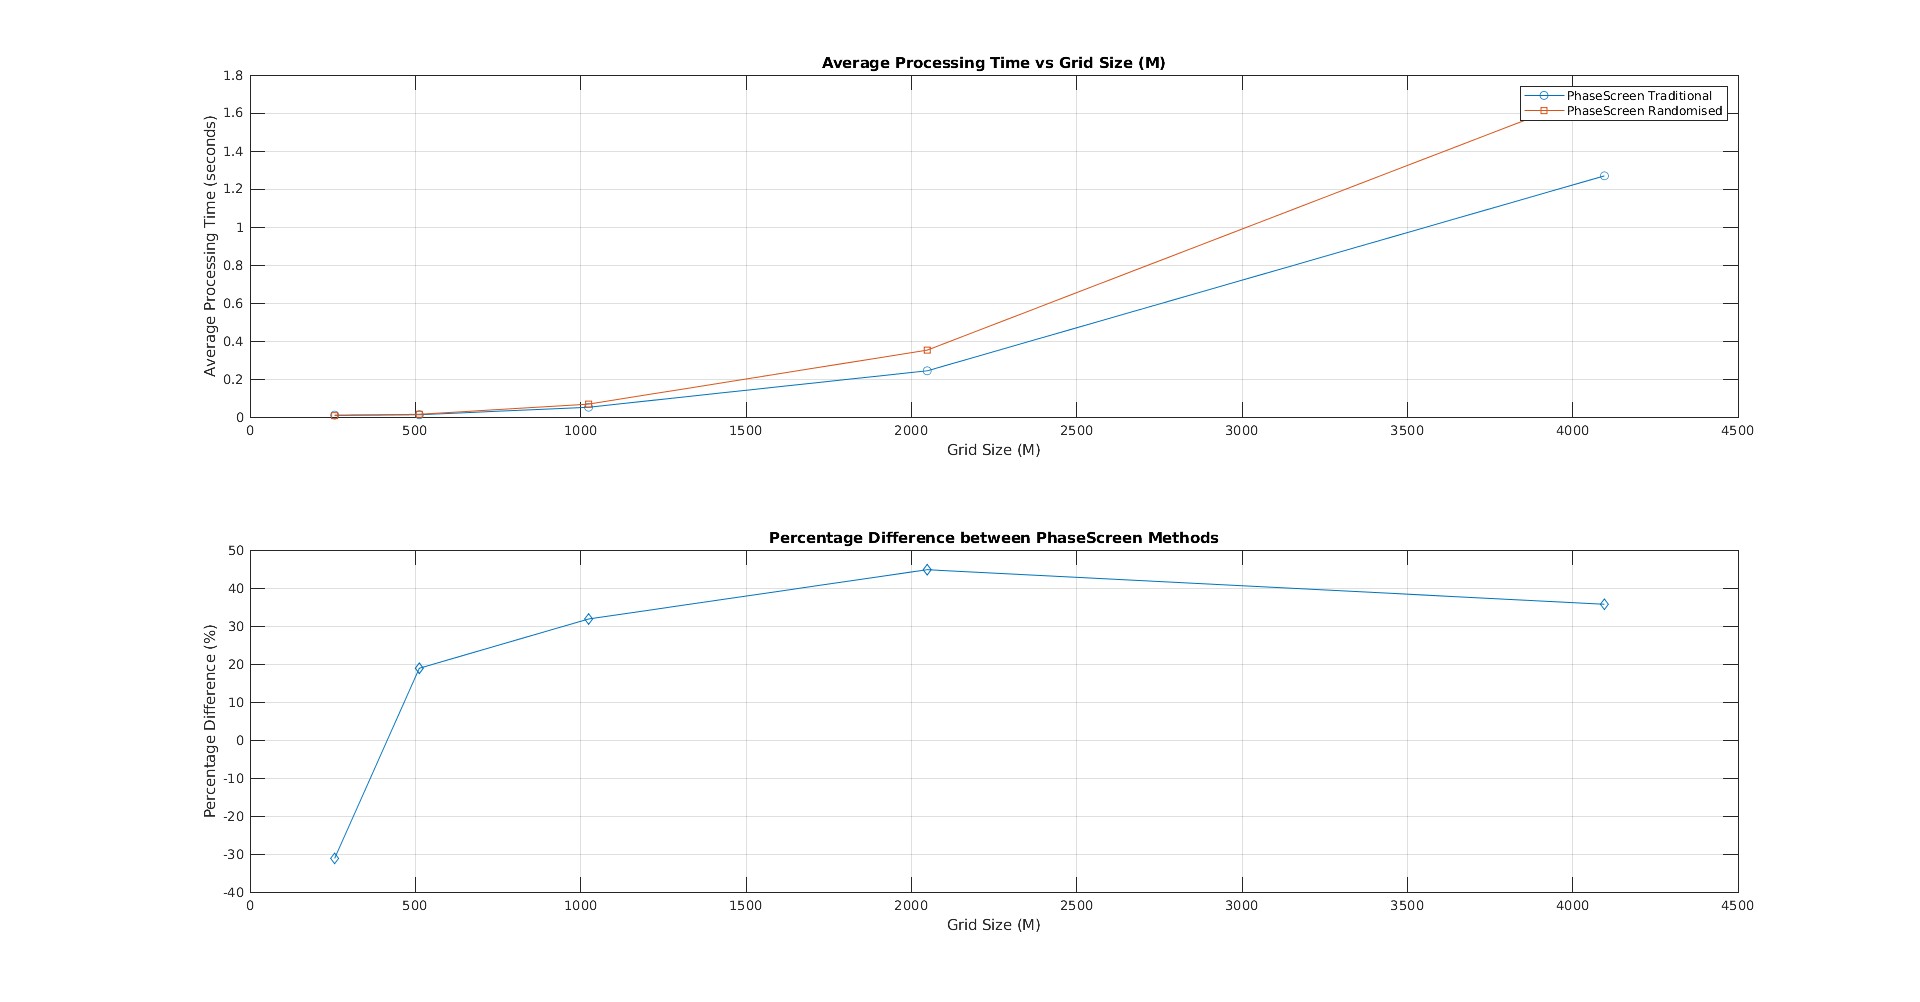 Average Processing Time vs Grid Size (M)
Average Processing Time (seconds)
1.8
1.6
1.4
1.2
1
0.8
0.6
0.4
0.2
0
PhaseScreen Traditional
PhaseScreen Randomised
0 500 1000 1500 2000 2500 3000 3500 4000 4500
Grid Size (M)
Percentage Difference between PhaseScreen Methods
Percentage Difference (%)
50
40
30
20
10
0
-10
-20
-30
-40
0 500 1000 1500 2000 2500 3000 3500 4000 4500
Grid Size (M)